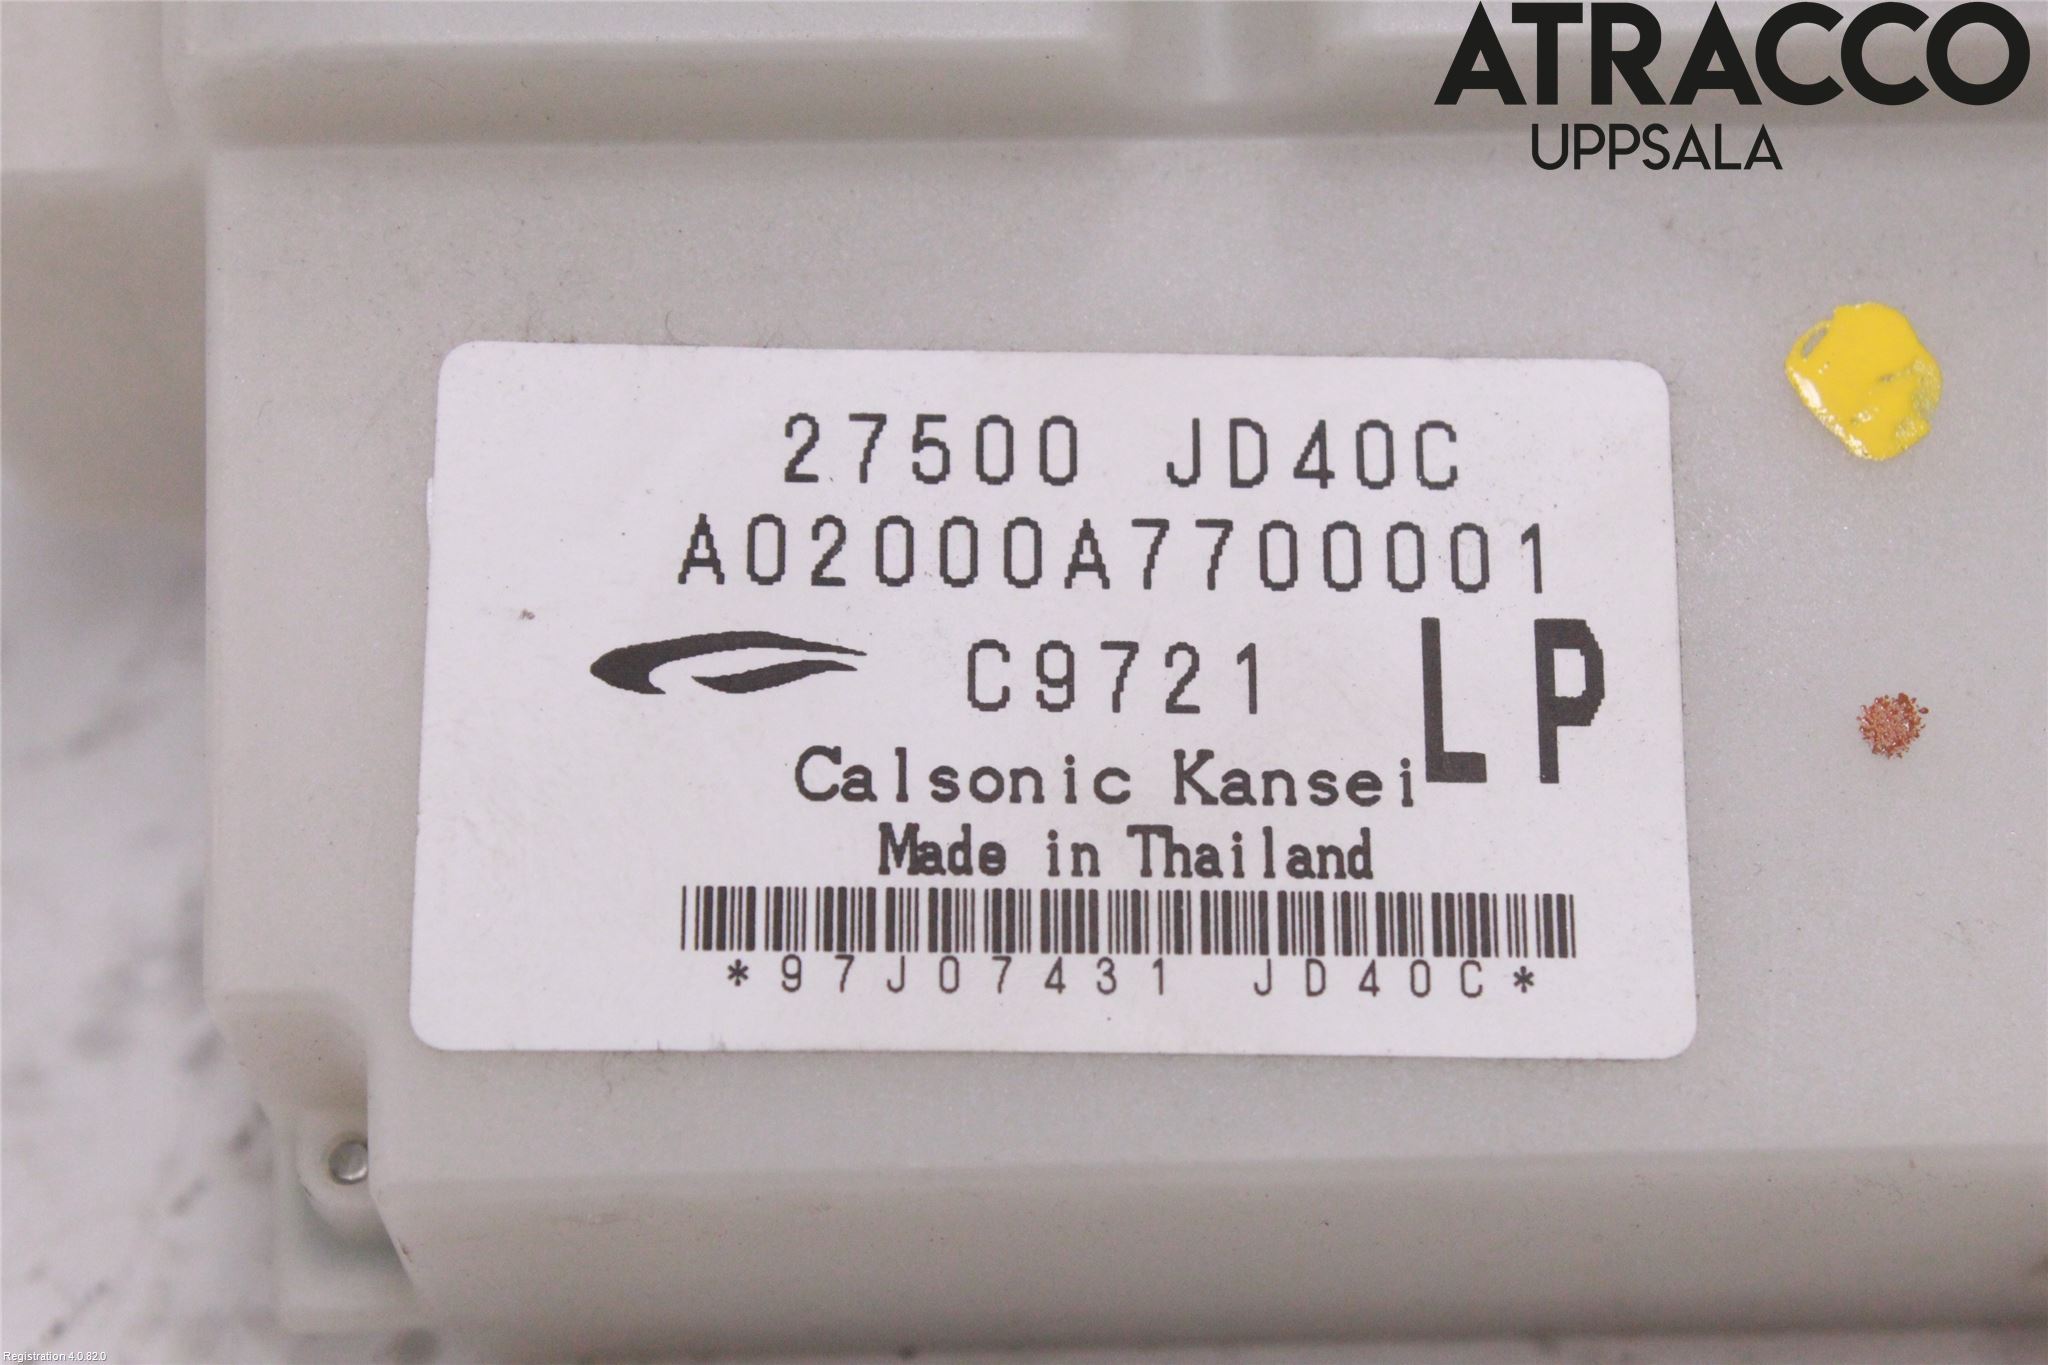 ATRACCO
UPPSALA
27500 JD40C
A02000A7700001
C9721
LP
Calsonic Kansei
Made in Thailand
*97J07431 JD40C*
Registration 4.0.82.0